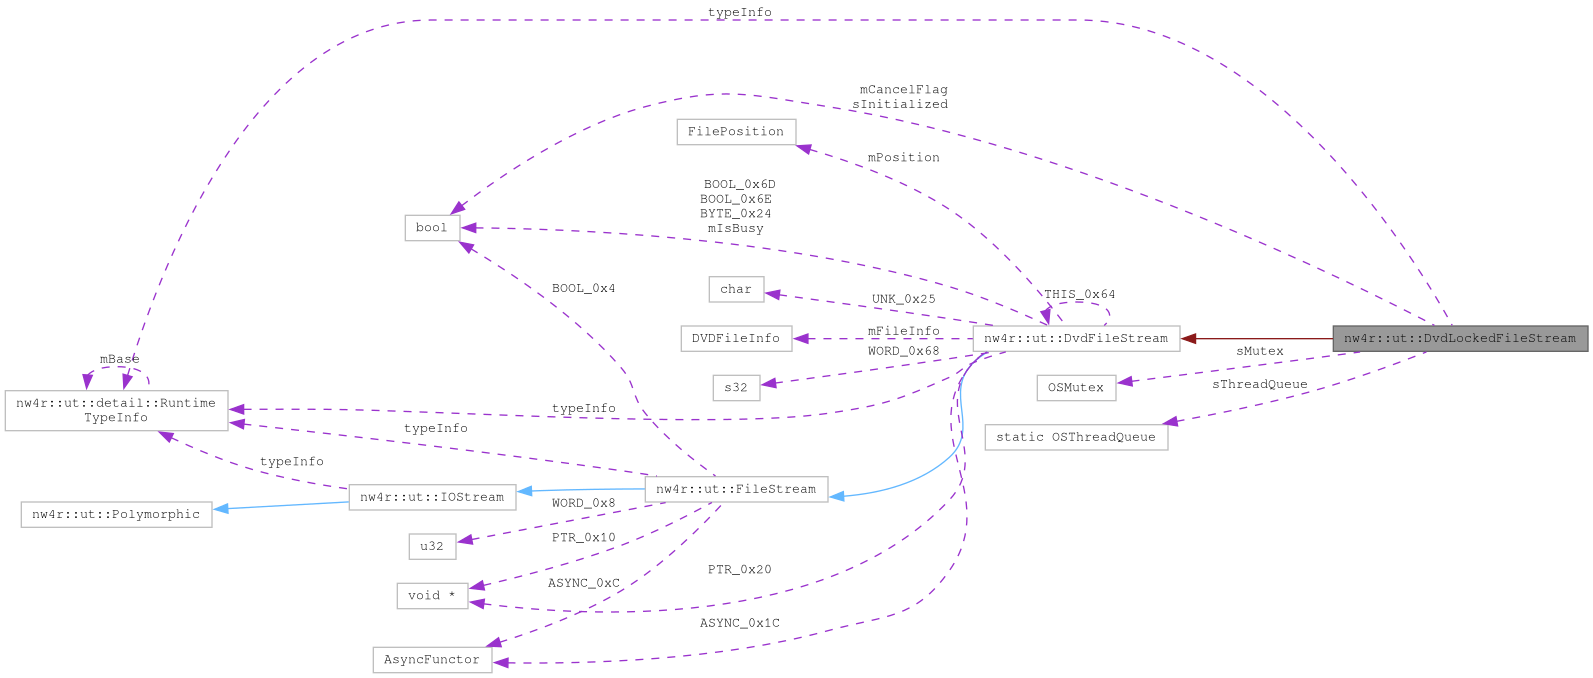 typeInfo
mCancelFlag
sInitialized
FilePosition
mPosition
BOOL_0x6D
BOOL_0x6E
BYTE_0x24
mIsBusy
bool
char
UNK_0x25
THIS_0x64
BOOL_0x4
DVDFileInfo
mFileInfo
nw4r::ut::DvdFileStream
nw4r::ut::DvdLockedFileStream
WORD_0x68
sMutex
mBase
s32
OSMutex
sThreadQueue
nw4r::ut::detail::Runtime
TypeInfo
typeInfo
typeInfo
static OSThreadQueue
typeInfo
nw4r::ut::IOStream
nw4r::ut::FileStream
nw4r::ut::Polymorphic
WORD_0x8
u32
PTR_0x10
PTR_0x20
ASYNC_0xC
void *
ASYNC_0x1C
AsyncFunctor